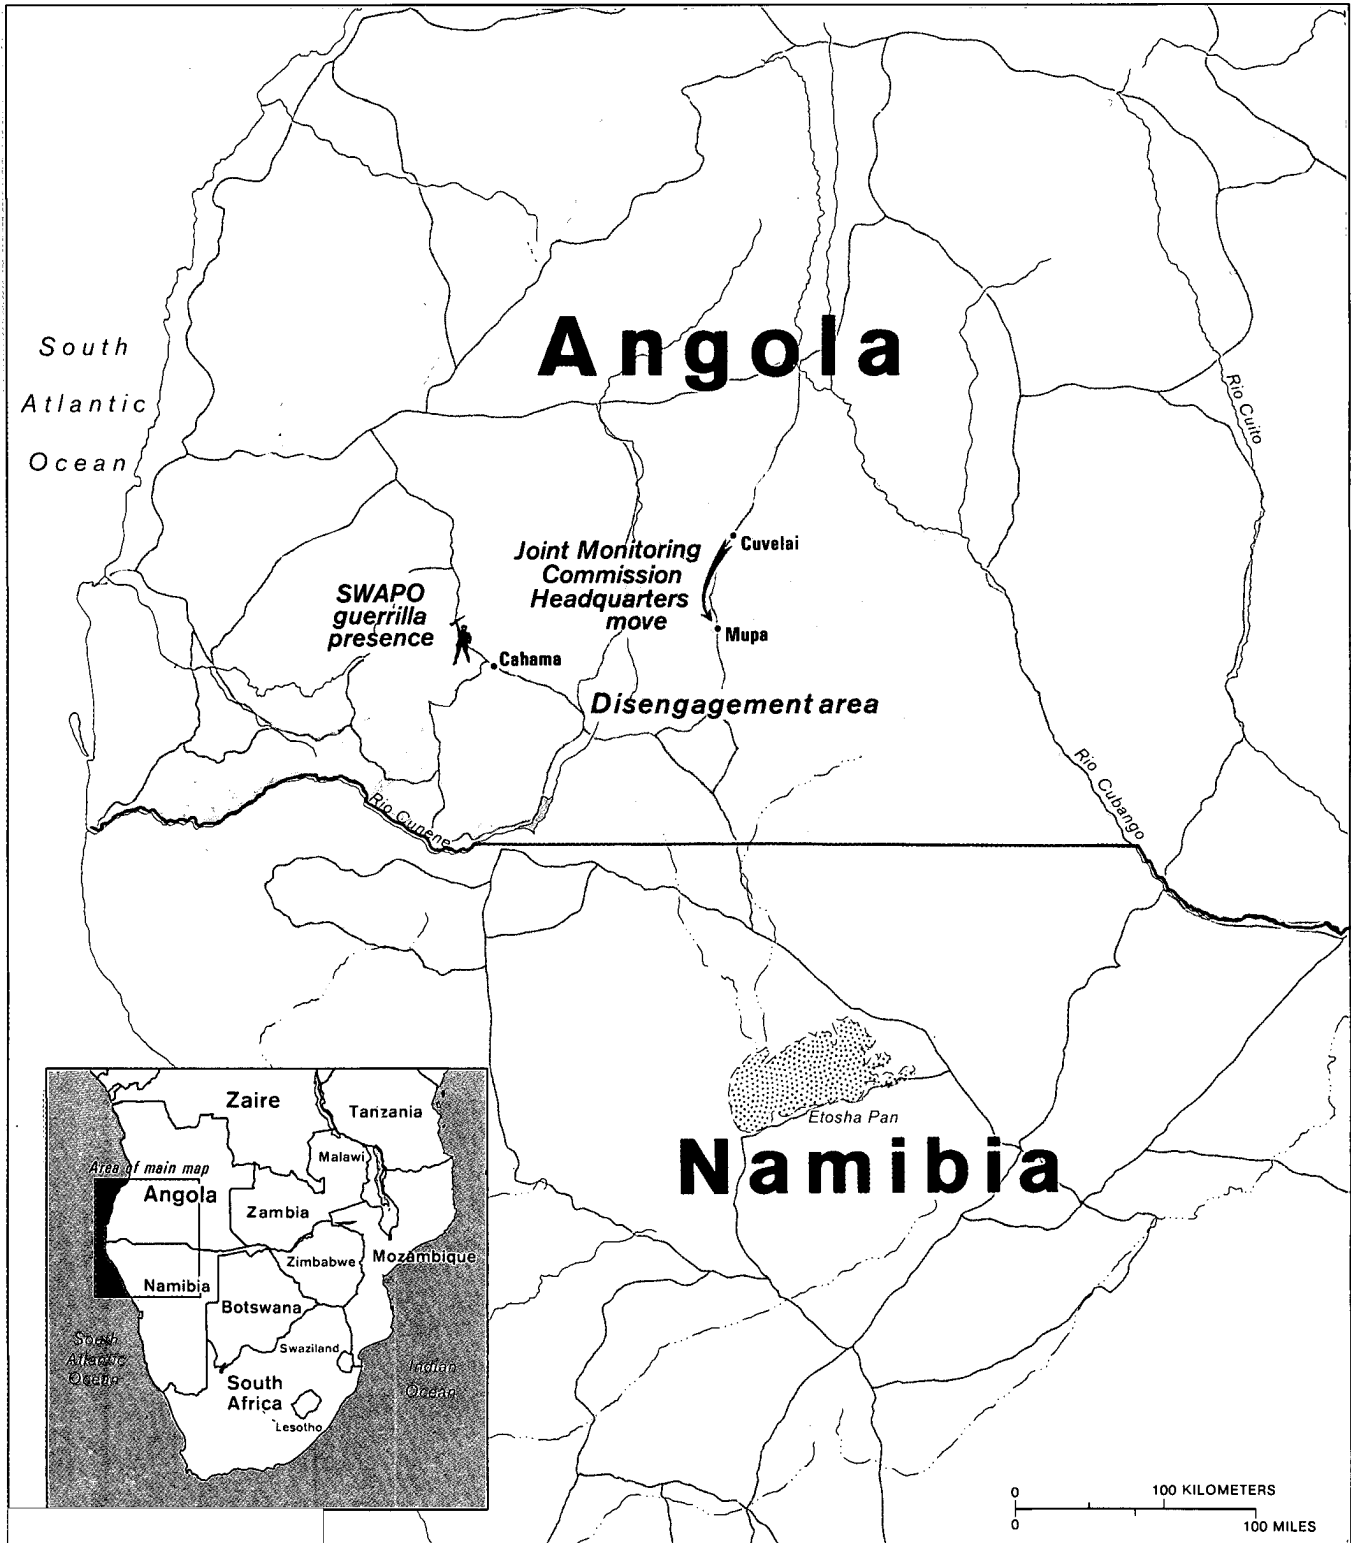 Angola
South
Atlantic
Ocean
Rio Cuito
Joint Monitoring
Commission
Headquarters
move
Cuvelai
SWAPO
guerrilla
presence
Mupa
Cahama
Disengagement area
Rio Cunene
Rio Cubango
Etosha Pan
Namibia
Zaire
Tanzania
Malawi
Area of main map
Angola
Zambia
Mozambique
Zimbabwe
Namibia
Botswana
South
Atlantic
Ocean
Swaziland
Indian
Ocean
South
Africa
Lesotho
0 100 KILOMETERS
0 100 MILES